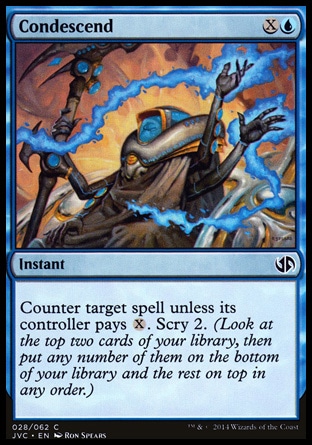 Condescend X
Instant
Counter target spell unless its
controller pays X. Scry 2. (Look at
the top two cards of your library, then
put any number of them on the bottom
of your library and the rest on top in
any order.)
028/062 C
JVC • EN Ron Spears
™ & © 2014 Wizards of the Coast